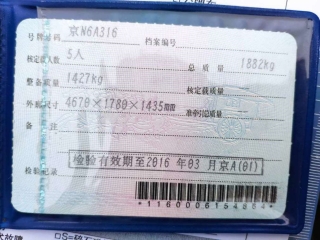 号牌号码 京N6A316 档案编号
核定载人数 5人 总 质 量 1882kg
整备质量 1427kg 核定载质量
外廓尺寸 4670×1780×1435mm 准牵引总质量
备 注
检验有效期至2016 年03 月京A(01)
检验记录
*1160006154884*